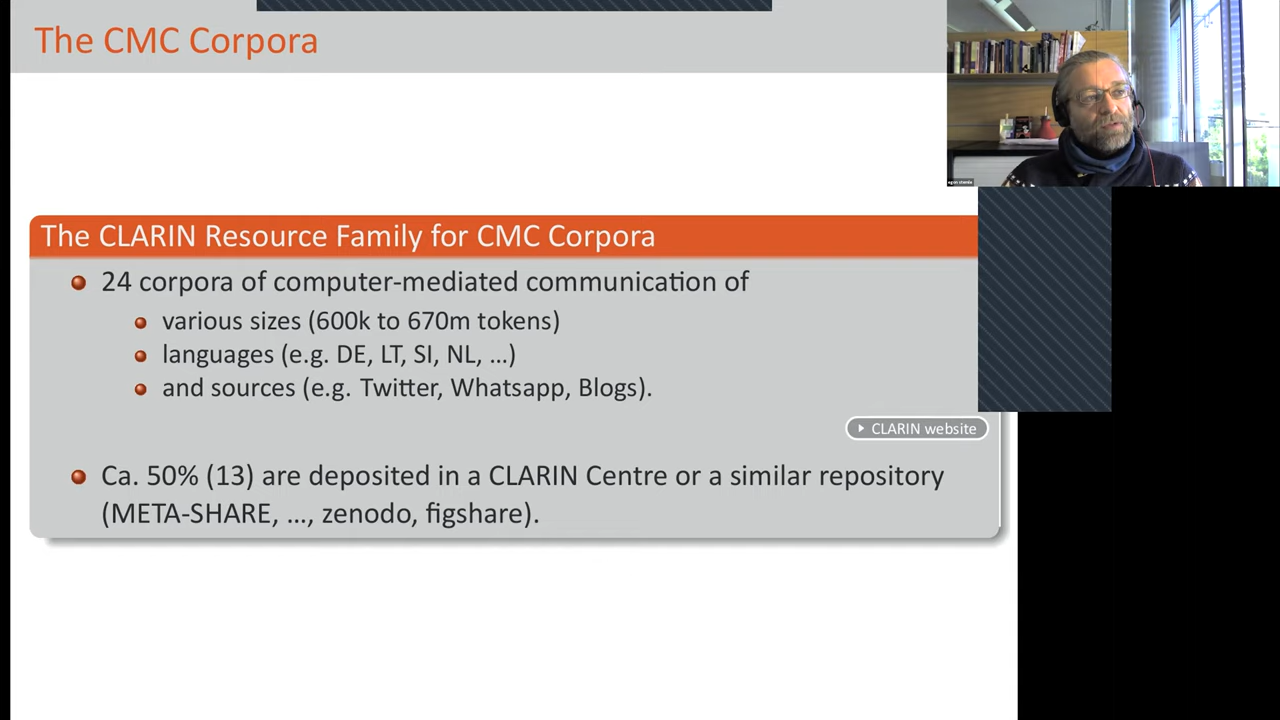 The CMC Corpora
The CLARIN Resource Family for CMC Corpora
24 corpora of computer-mediated communication of
various sizes (600k to 670m tokens)
languages (e.g. DE, LT, SI, NL, ...)
and sources (e.g. Twitter, Whatsapp, Blogs).
CLARIN website
Ca. 50% (13) are deposited in a CLARIN Centre or a similar repository
(META-SHARE, ..., zenodo, figshare).